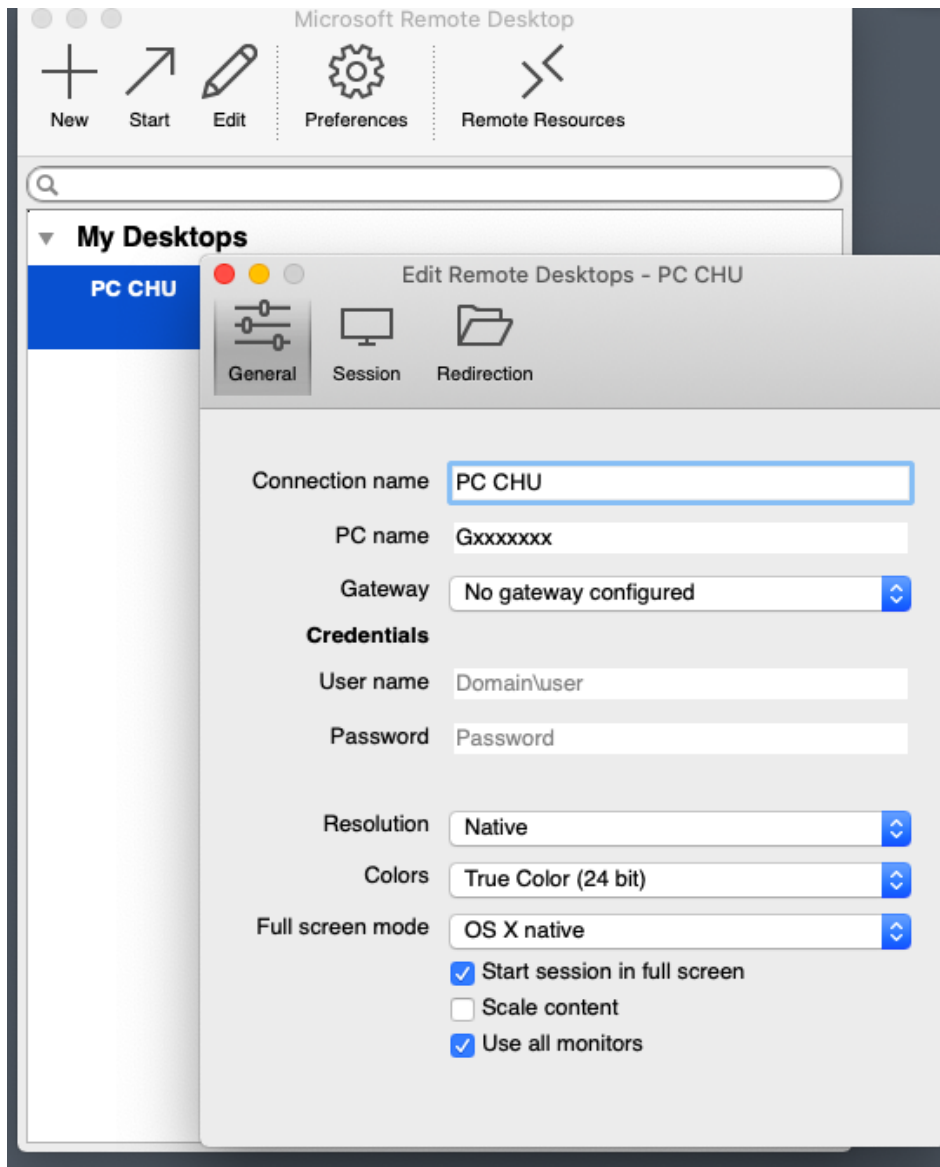 Microsoft Remote Desktop
New Start Edit Preferences Remote Resources
My Desktops
PC CHU
Edit Remote Desktops - PC CHU
General Session Redirection
Connection name PC CHU
PC name Gxxxxxxx
Gateway No gateway configured
Credentials
User name Domain\user
Password Password
Resolution Native
Colors True Color (24 bit)
Full screen mode OS X native
Start session in full screen
Scale content
Use all monitors